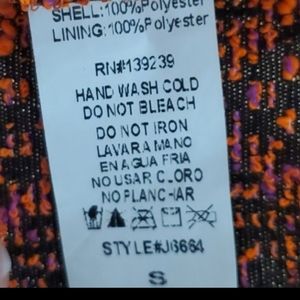 SHELL:100%Polyester
LINING:100%Polyester
RN#139239
HAND WASH COLD
DO NOT BLEACH
DO NOT IRON
LAVAR A MANO
EN AGUA FRIA
NO USAR CLORO
NO PLANCHAR
STYLE#J6664
S